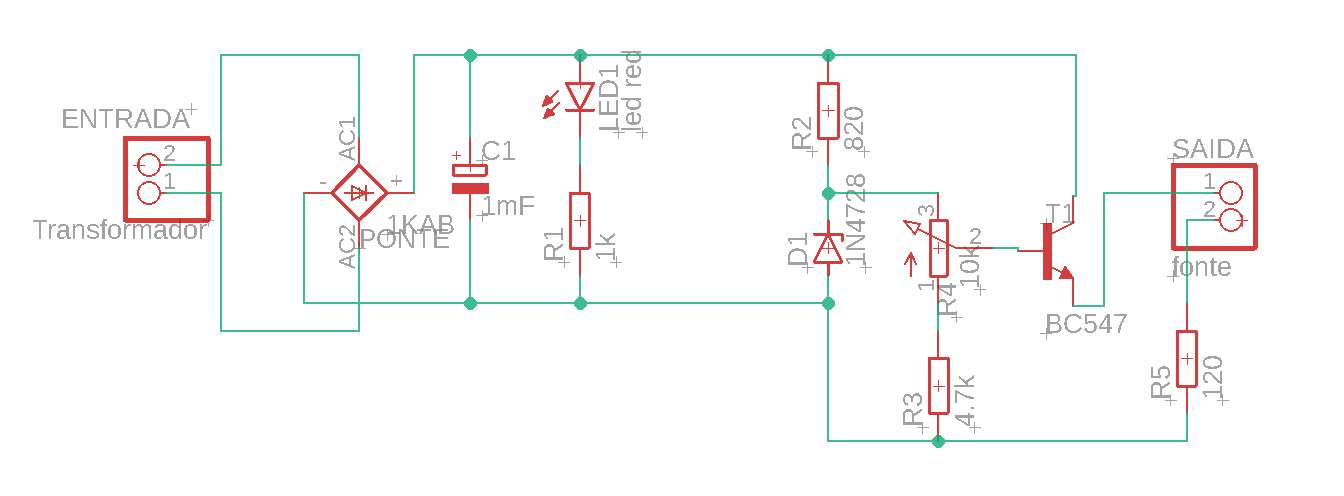 ENTRADA
2
1
Transformador
AC1
AC2
-
+
1KAB
PONTE
+
C1
1mF
LED1
led red
R1
1k
R2
820
D1
1N4728
3
2
1
10k
R4
R3
4.7k
T1
BC547
SAIDA
1
2
fonte
R5
120